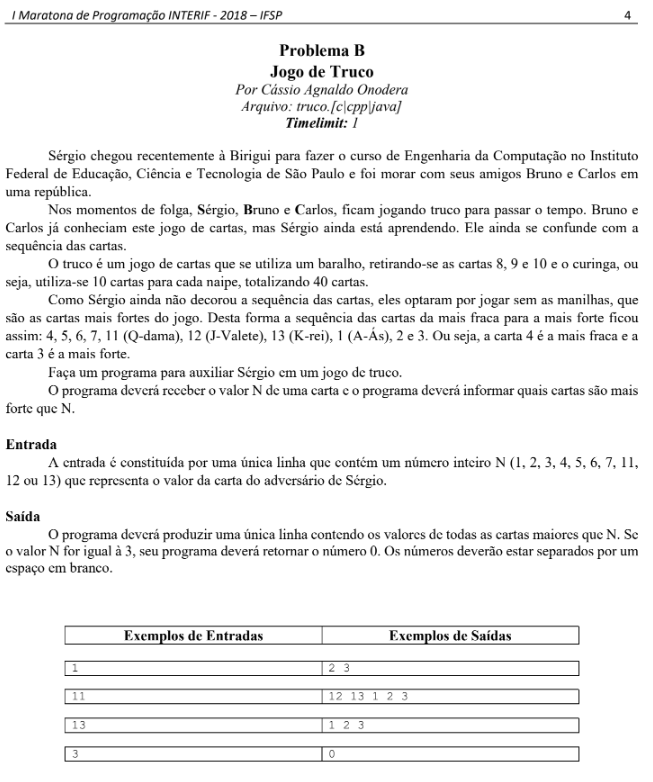 I Maratona de Programação INTERIF - 2018 – IFSP 4
Problema B
Jogo de Truco
Por Cássio Agnaldo Onodera
Arquivo: truco.[c|cpp|java]
Timelimit: 1
Sérgio chegou recentemente à Birigui para fazer o curso de Engenharia da Computação no Instituto
Federal de Educação, Ciência e Tecnologia de São Paulo e foi morar com seus amigos Bruno e Carlos em
uma república.
Nos momentos de folga, Sérgio, Bruno e Carlos, ficam jogando truco para passar o tempo. Bruno e
Carlos já conheciam este jogo de cartas, mas Sérgio ainda está aprendendo. Ele ainda se confunde com a
sequência das cartas.
O truco é um jogo de cartas que se utiliza um baralho, retirando-se as cartas 8, 9 e 10 e o curinga, ou
seja, utiliza-se 10 cartas para cada naipe, totalizando 40 cartas.
Como Sérgio ainda não decorou a sequência das cartas, eles optaram por jogar sem as manilhas, que
são as cartas mais fortes do jogo. Desta forma a sequência das cartas da mais fraca para a mais forte ficou
assim: 4, 5, 6, 7, 11 (Q-dama), 12 (J-Valete), 13 (K-rei), 1 (A-Ás), 2 e 3. Ou seja, a carta 4 é a mais fraca e a
carta 3 é a mais forte.
Faça um programa para auxiliar Sérgio em um jogo de truco.
O programa deverá receber o valor N de uma carta e o programa deverá informar quais cartas são mais
forte que N.
Entrada
A entrada é constituída por uma única linha que contém um número inteiro N (1, 2, 3, 4, 5, 6, 7, 11,
12 ou 13) que representa o valor da carta do adversário de Sérgio.
Saída
O programa deverá produzir uma única linha contendo os valores de todas as cartas maiores que N. Se
o valor N for igual à 3, seu programa deverá retornar o número 0. Os números deverão estar separados por um
espaço em branco.
Exemplos de Entradas Exemplos de Saídas
1 2 3
11 12 13 1 2 3
13 1 2 3
3 0